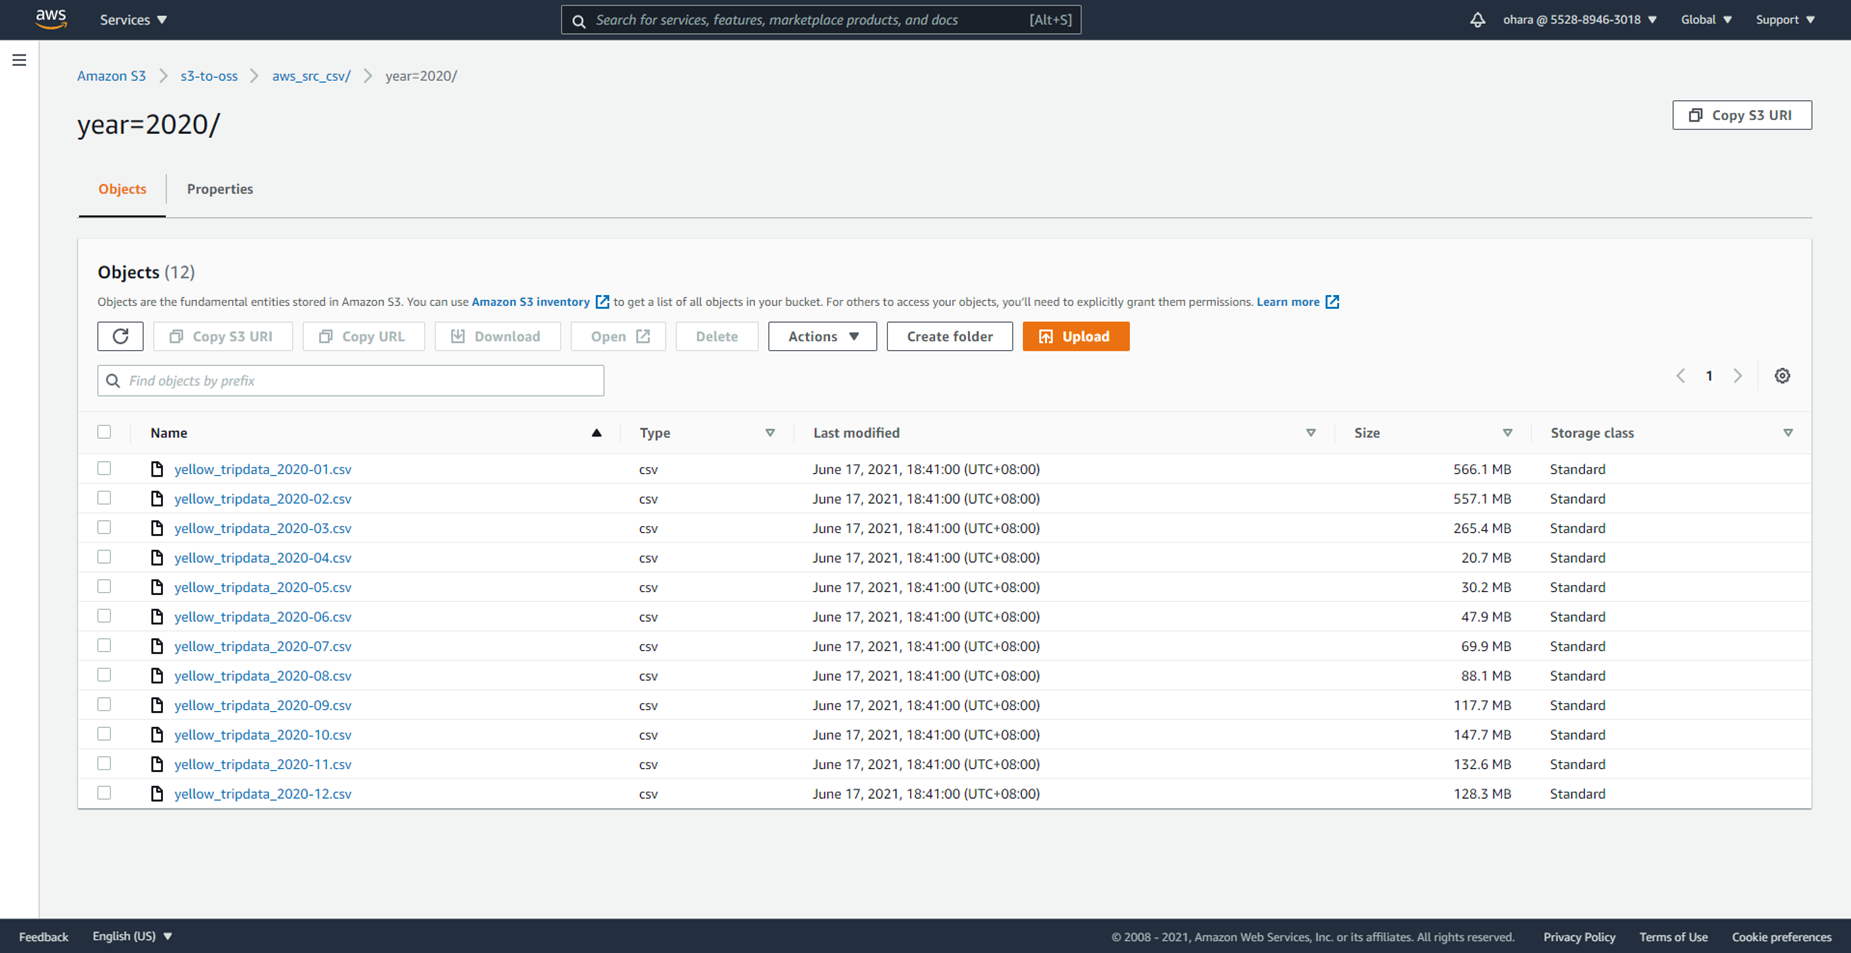 aws Services Search for services, features, marketplace products, and docs [Alt+S] ohara @ 5528-8946-3018 Global Support
Amazon S3 s3-to-oss aws_src_csv/ year=2020/
year=2020/
Copy S3 URI
Objects Properties
Objects (12)
Objects are the fundamental entities stored in Amazon S3. You can use Amazon S3 inventory to get a list of all objects in your bucket. For others to access your objects, you'll need to explicitly grant them permissions. Learn more
Copy S3 URI Copy URL Download Open Delete Actions Create folder Upload
Find objects by prefix 1
Name Type Last modified Size Storage class
yellow_tripdata_2020-01.csv csv June 17, 2021, 18:41:00 (UTC+08:00) 566.1 MB Standard
yellow_tripdata_2020-02.csv csv June 17, 2021, 18:41:00 (UTC+08:00) 557.1 MB Standard
yellow_tripdata_2020-03.csv csv June 17, 2021, 18:41:00 (UTC+08:00) 265.4 MB Standard
yellow_tripdata_2020-04.csv csv June 17, 2021, 18:41:00 (UTC+08:00) 20.7 MB Standard
yellow_tripdata_2020-05.csv csv June 17, 2021, 18:41:00 (UTC+08:00) 30.2 MB Standard
yellow_tripdata_2020-06.csv csv June 17, 2021, 18:41:00 (UTC+08:00) 47.9 MB Standard
yellow_tripdata_2020-07.csv csv June 17, 2021, 18:41:00 (UTC+08:00) 69.9 MB Standard
yellow_tripdata_2020-08.csv csv June 17, 2021, 18:41:00 (UTC+08:00) 88.1 MB Standard
yellow_tripdata_2020-09.csv csv June 17, 2021, 18:41:00 (UTC+08:00) 117.7 MB Standard
yellow_tripdata_2020-10.csv csv June 17, 2021, 18:41:00 (UTC+08:00) 147.7 MB Standard
yellow_tripdata_2020-11.csv csv June 17, 2021, 18:41:00 (UTC+08:00) 132.6 MB Standard
yellow_tripdata_2020-12.csv csv June 17, 2021, 18:41:00 (UTC+08:00) 128.3 MB Standard
Feedback English (US) © 2008 - 2021, Amazon Web Services, Inc. or its affiliates. All rights reserved. Privacy Policy Terms of Use Cookie preferences